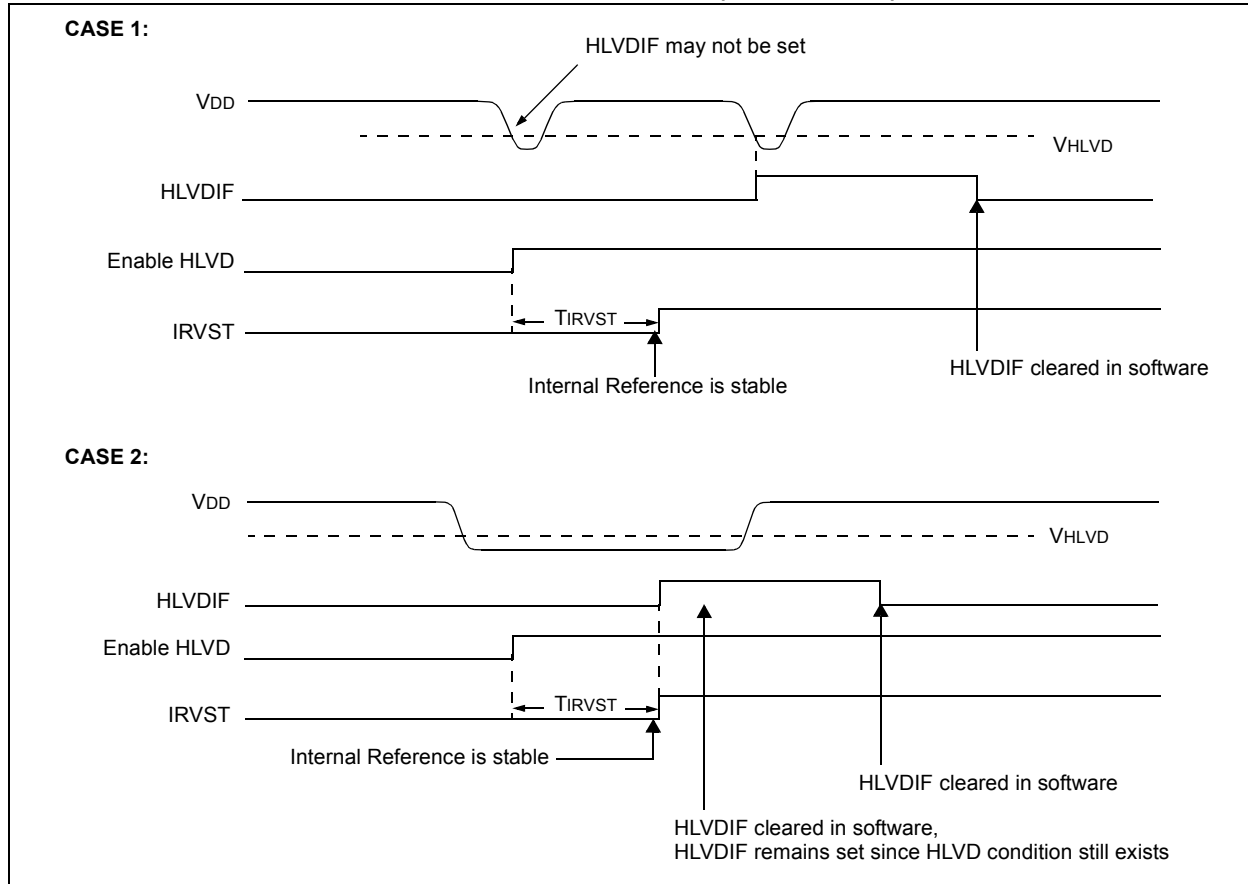 CASE 1:
HLVDIF may not be set
VDD
VHLVD
HLVDIF
Enable HLVD
TIRVST
IRVST
HLVDIF cleared in software
Internal Reference is stable
CASE 2:
VDD
VHLVD
HLVDIF
Enable HLVD
TIRVST
IRVST
Internal Reference is stable
HLVDIF cleared in software
HLVDIF cleared in software,
HLVDIF remains set since HLVD condition still exists